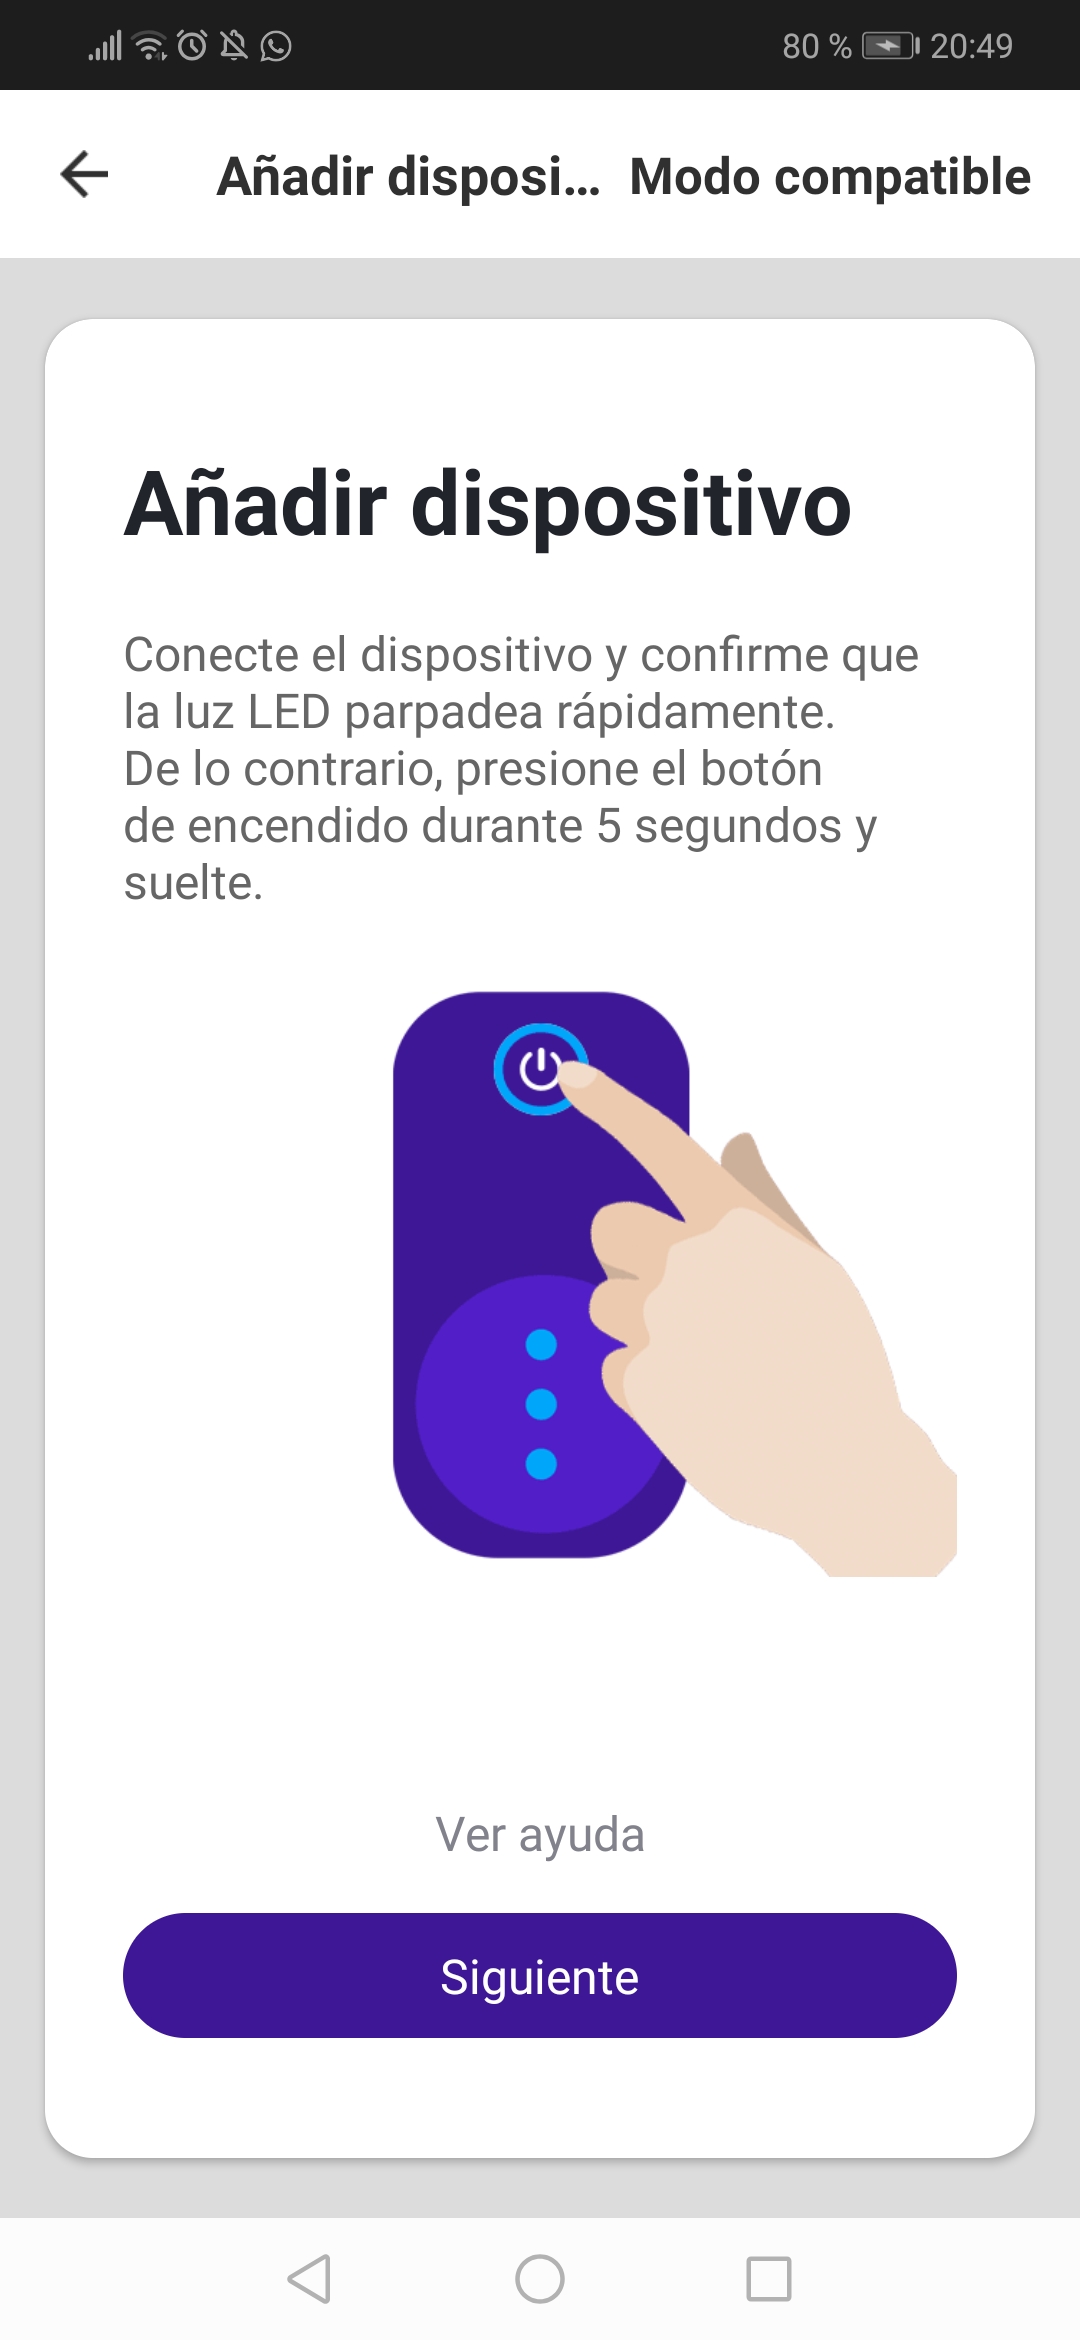 80 % 20:49
Añadir disposi... Modo compatible
Añadir dispositivo
Conecte el dispositivo y confirme que
la luz LED parpadea rápidamente.
De lo contrario, presione el botón
de encendido durante 5 segundos y
suelte.
Ver ayuda
Siguiente